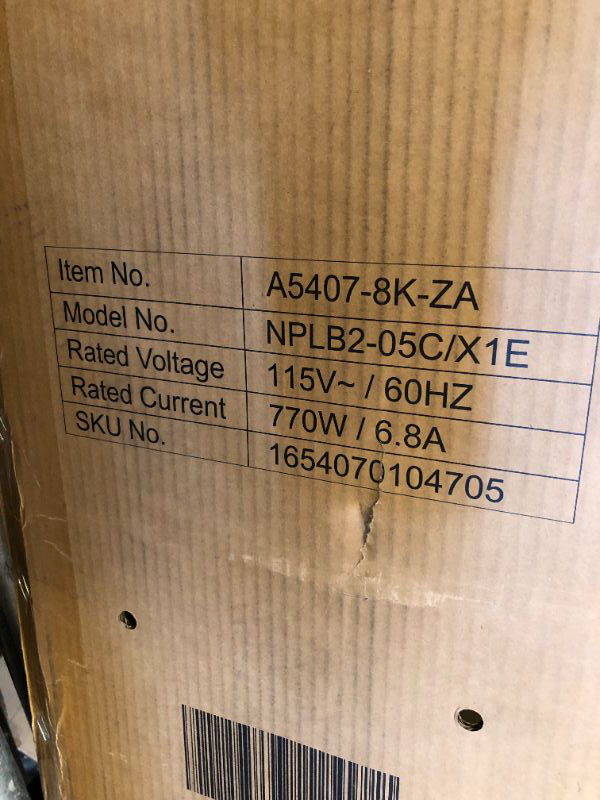 Item No. A5407-8K-ZA
Model No. NPLB2-05C/X1E
Rated Voltage 115V~ / 60HZ
Rated Current 770W / 6.8A
SKU No. 1654070104705